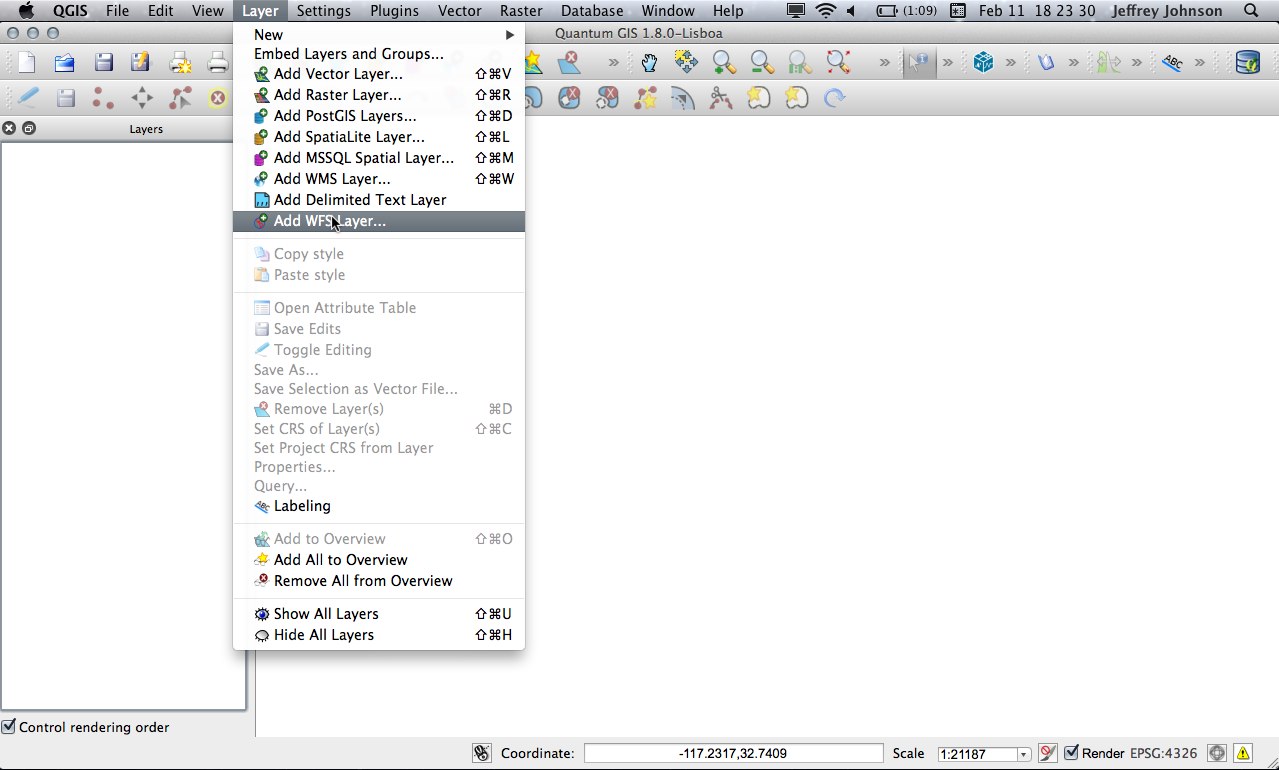 QGIS File Edit View Layer Settings Plugins Vector Raster Database Window Help (1:09) Feb 11 18 23 30 Jeffrey Johnson
Quantum GIS 1.8.0-Lisboa
Layers
New
Embed Layers and Groups...
Add Vector Layer... ⇧⌘V
Add Raster Layer... ⇧⌘R
Add PostGIS Layers... ⇧⌘D
Add SpatiaLite Layer... ⇧⌘L
Add MSSQL Spatial Layer... ⇧⌘M
Add WMS Layer... ⇧⌘W
Add Delimited Text Layer
Add WFS Layer...
Copy style
Paste style
Open Attribute Table
Save Edits
Toggle Editing
Save As...
Save Selection as Vector File...
Remove Layer(s) ⌘D
Set CRS of Layer(s) ⇧⌘C
Set Project CRS from Layer
Properties...
Query...
Labeling
Add to Overview ⇧⌘O
Add All to Overview
Remove All from Overview
Show All Layers ⇧⌘U
Hide All Layers ⇧⌘H
Control rendering order
Coordinate: -117.2317,32.7409 Scale 1:21187 Render EPSG:4326